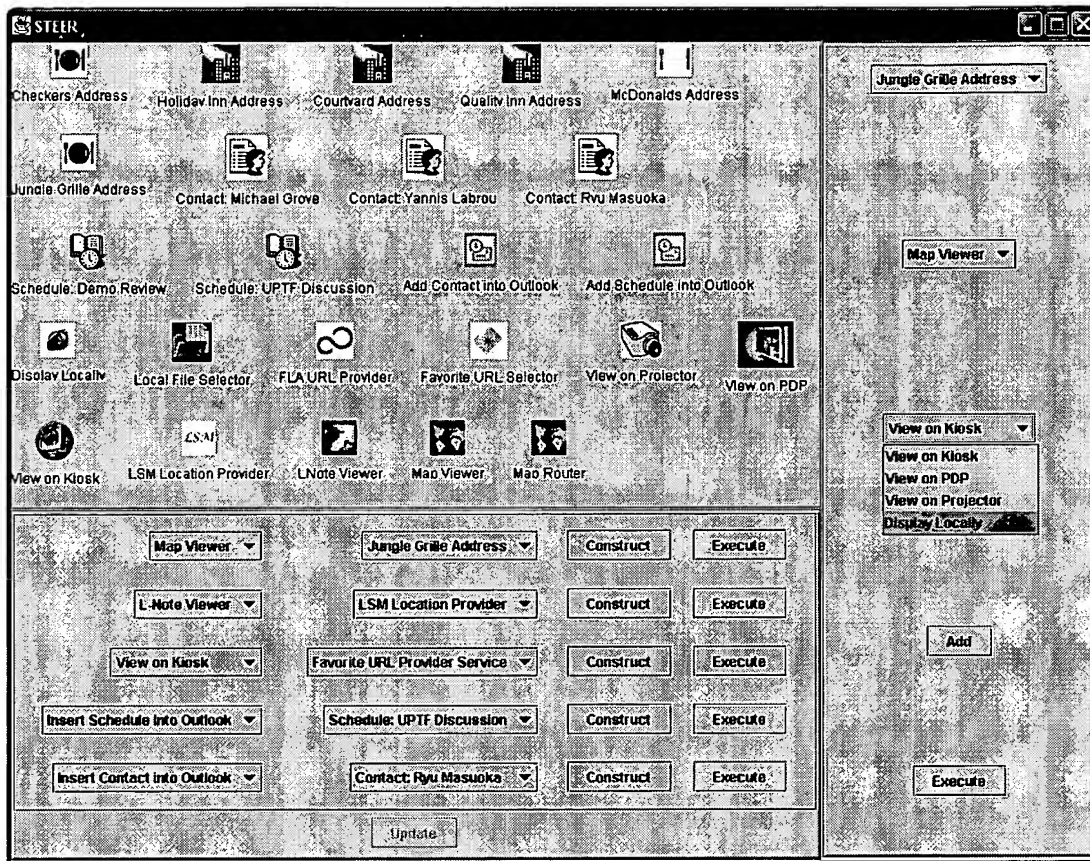 STEER
Checkers Address
Holiday Inn Address
Courtyard Address
Quality Inn Address
McDonalds Address
Jungle Grille Address
Contact: Michael Grove
Contact: Yannis Labrou
Contact: Ryu Masuoka
Schedule: Demo Review
Schedule: UPTF Discussion
Add Contact into Outlook
Add Schedule into Outlook
Display Locally
Local File Selector
FLA URL Provider
Favorite URL Selector
View on Projector
View on PDP
View on Kiosk
LSM
LSM Location Provider
LNote Viewer
Map Viewer
Map Router
Map Viewer
Jungle Grille Address
Construct
Execute
L-Note Viewer
LSM Location Provider
Construct
Execute
View on Kiosk
Favorite URL Provider Service
Construct
Execute
Insert Schedule into Outlook
Schedule: UPTF Discussion
Construct
Execute
Insert Contact into Outlook
Contact: Ryu Masuoka
Construct
Execute
Update
Jungle Grille Address
Map Viewer
View on Kiosk
View on Kiosk
View on PDP
View on Projector
Display Locally
Add
Execute